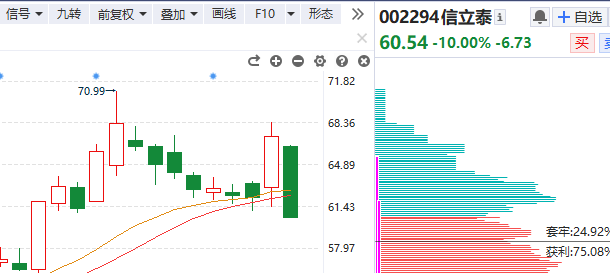 信号 九转 前复权 叠加 画线 F10 形态 »
002294信立泰
自选
60.54 -10.00% -6.73
买
71.82
70.99
68.36
64.89
61.43
套牢:24.92%
57.97
获利:75.08%